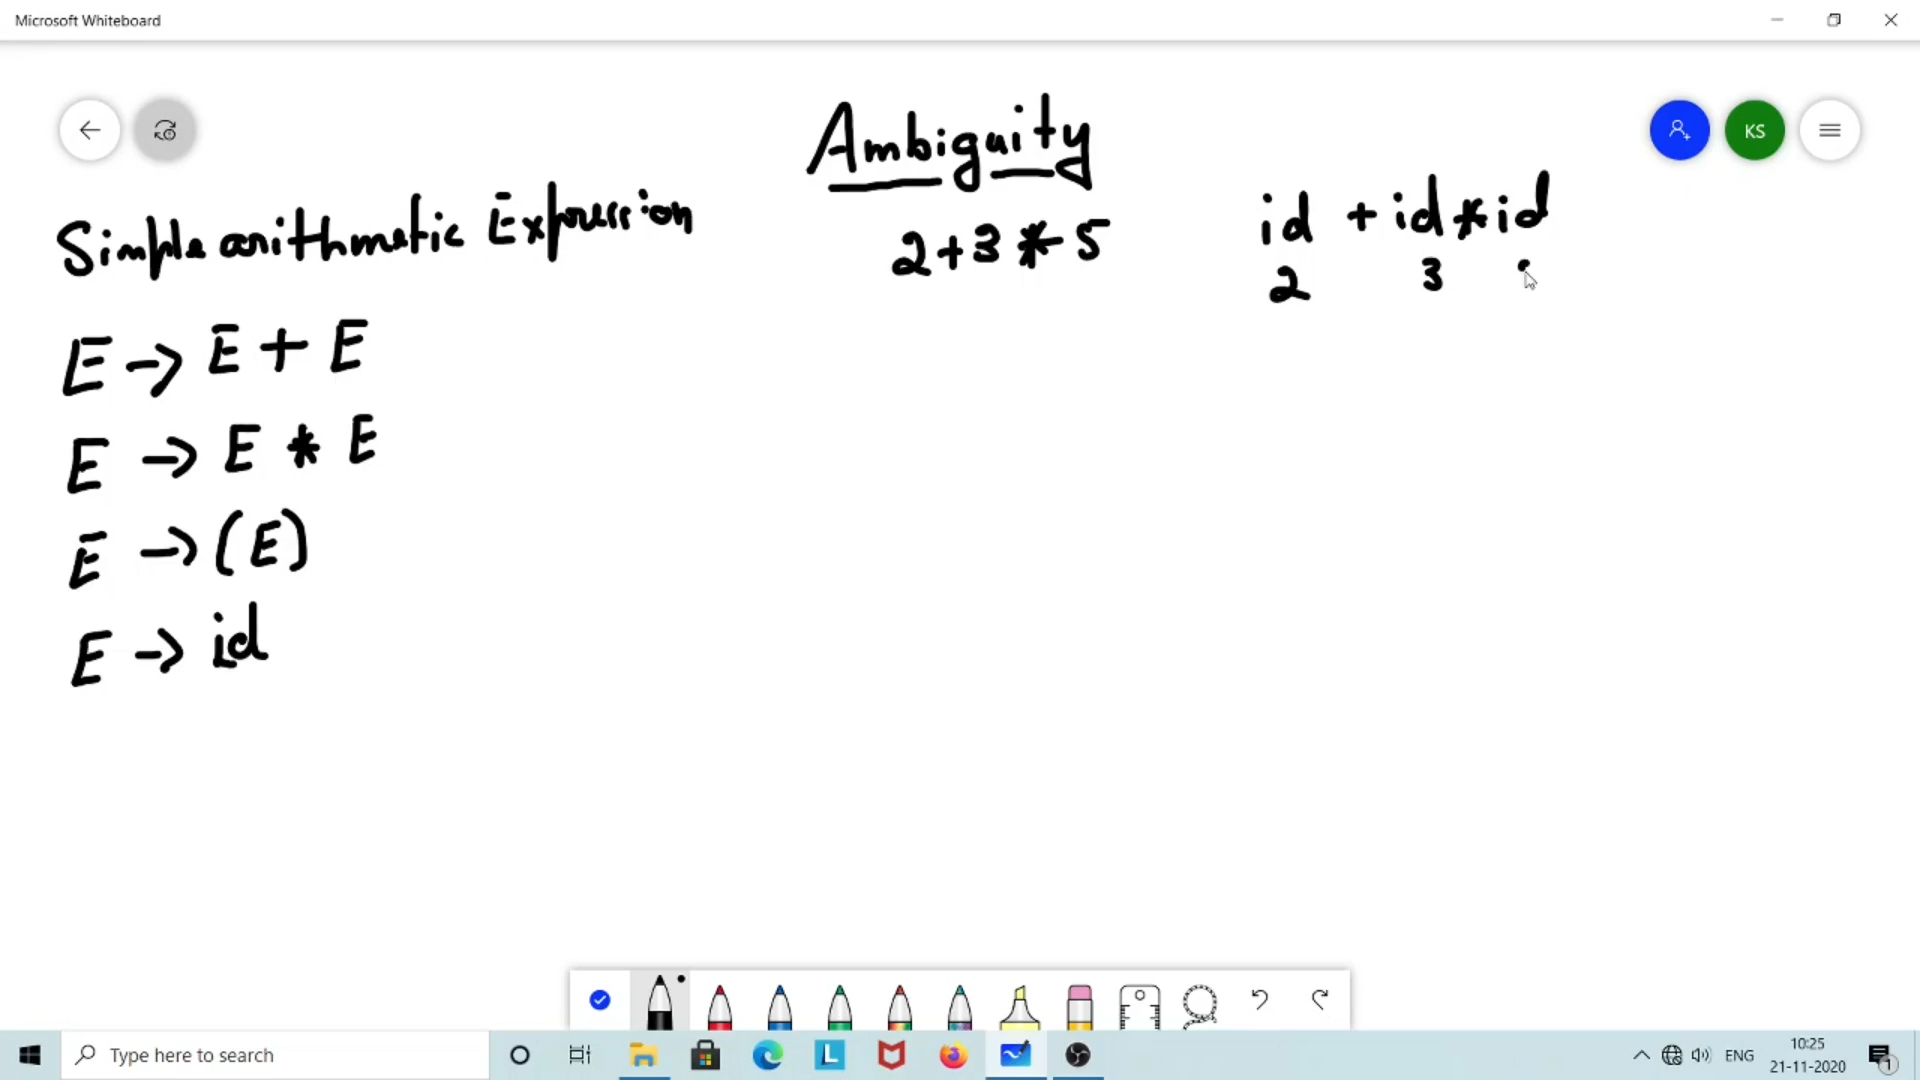 Microsoft Whiteboard
Ambiguity
KS
Simple arithmetic Expression
2+3 * 5
id + id * id
2 3
E -> E + E
E -> E * E
E -> (E)
E -> id
Type here to search
L
ENG
10:25
21-11-2020
1